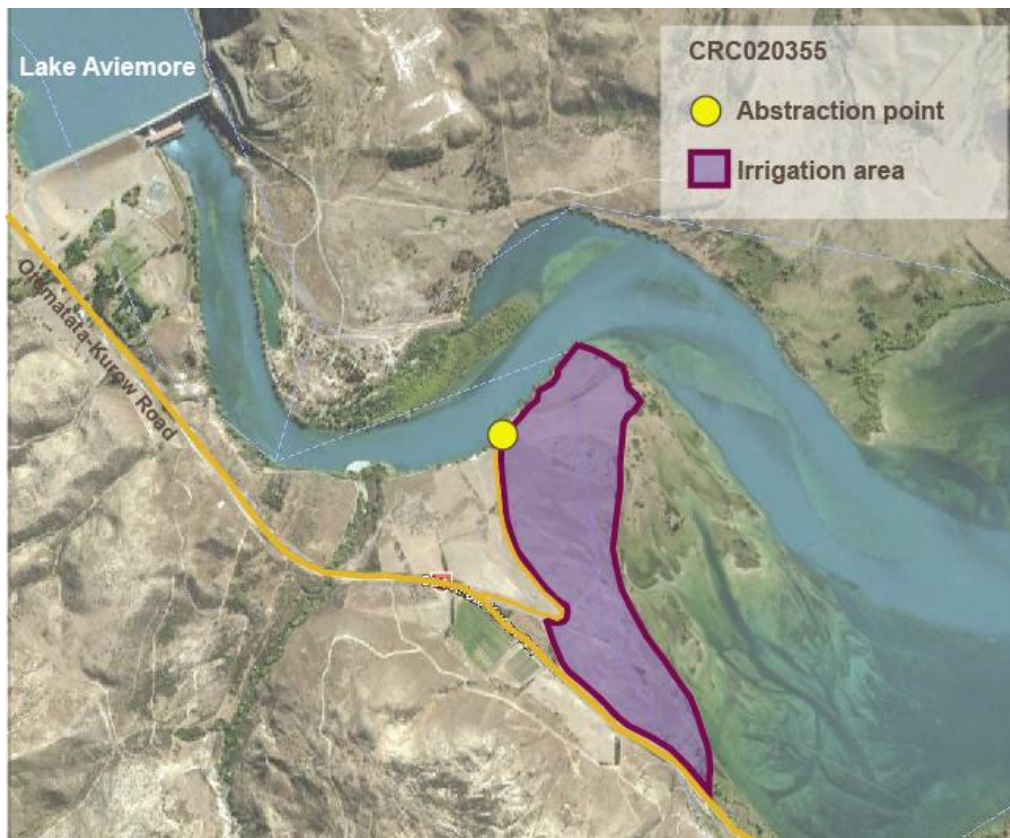 Lake Aviemore
CRC020355
Abstraction point
Irrigation area
Otematata-Kurow Road